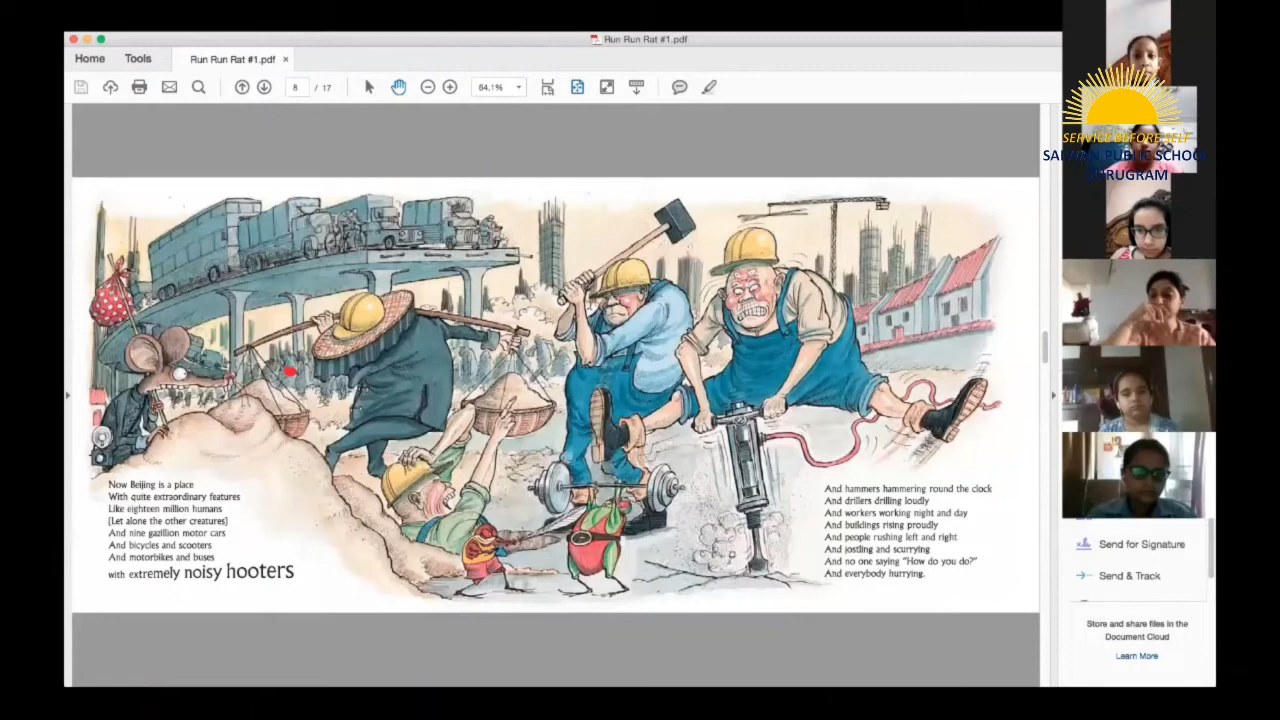 Run Run Rat #1.pdf
Home
Tools
Run Run Rat #1.pdf ×
8 / 17
64.1%
SERVICE BEFORE SELF
SALWAN PUBLIC SCHOOL
GURUGRAM
Now Beijing is a place
With quite extraordinary features
Like eighteen million humans
(Let alone the other creatures)
And nine gazillion motor cars
And bicycles and scooters
And motorbikes and buses
with extremely noisy hooters
And hammers hammering round the clock
And drillers drilling loudly
And workers working night and day
And buildings rising proudly
And people rushing left and right
And jostling and scurrying
And no one saying "How do you do?"
And everybody hurrying.
Send for Signature
Send & Track
Store and share files in the
Document Cloud
Learn More